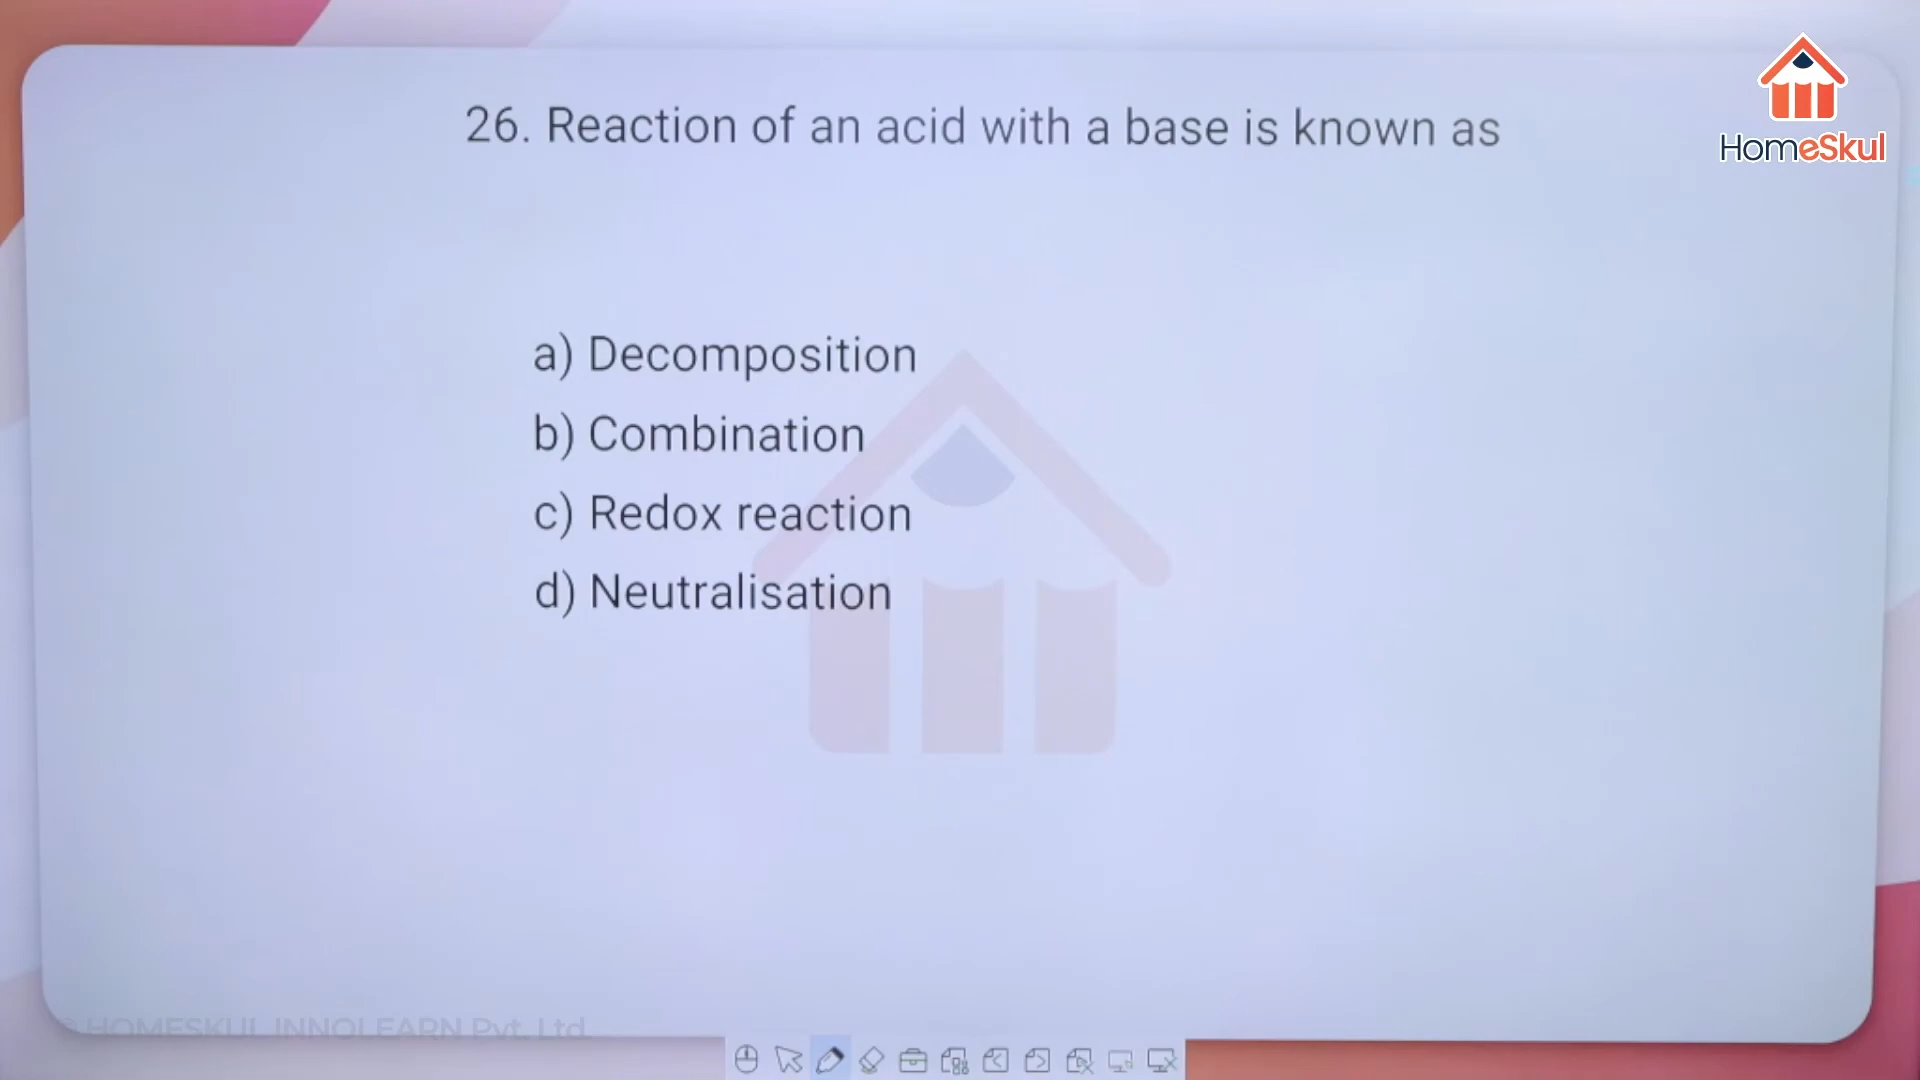 HomeSkul
26. Reaction of an acid with a base is known as
a) Decomposition
b) Combination
c) Redox reaction
d) Neutralisation
© HOMESKUL INNOLEARN Pvt. Ltd.